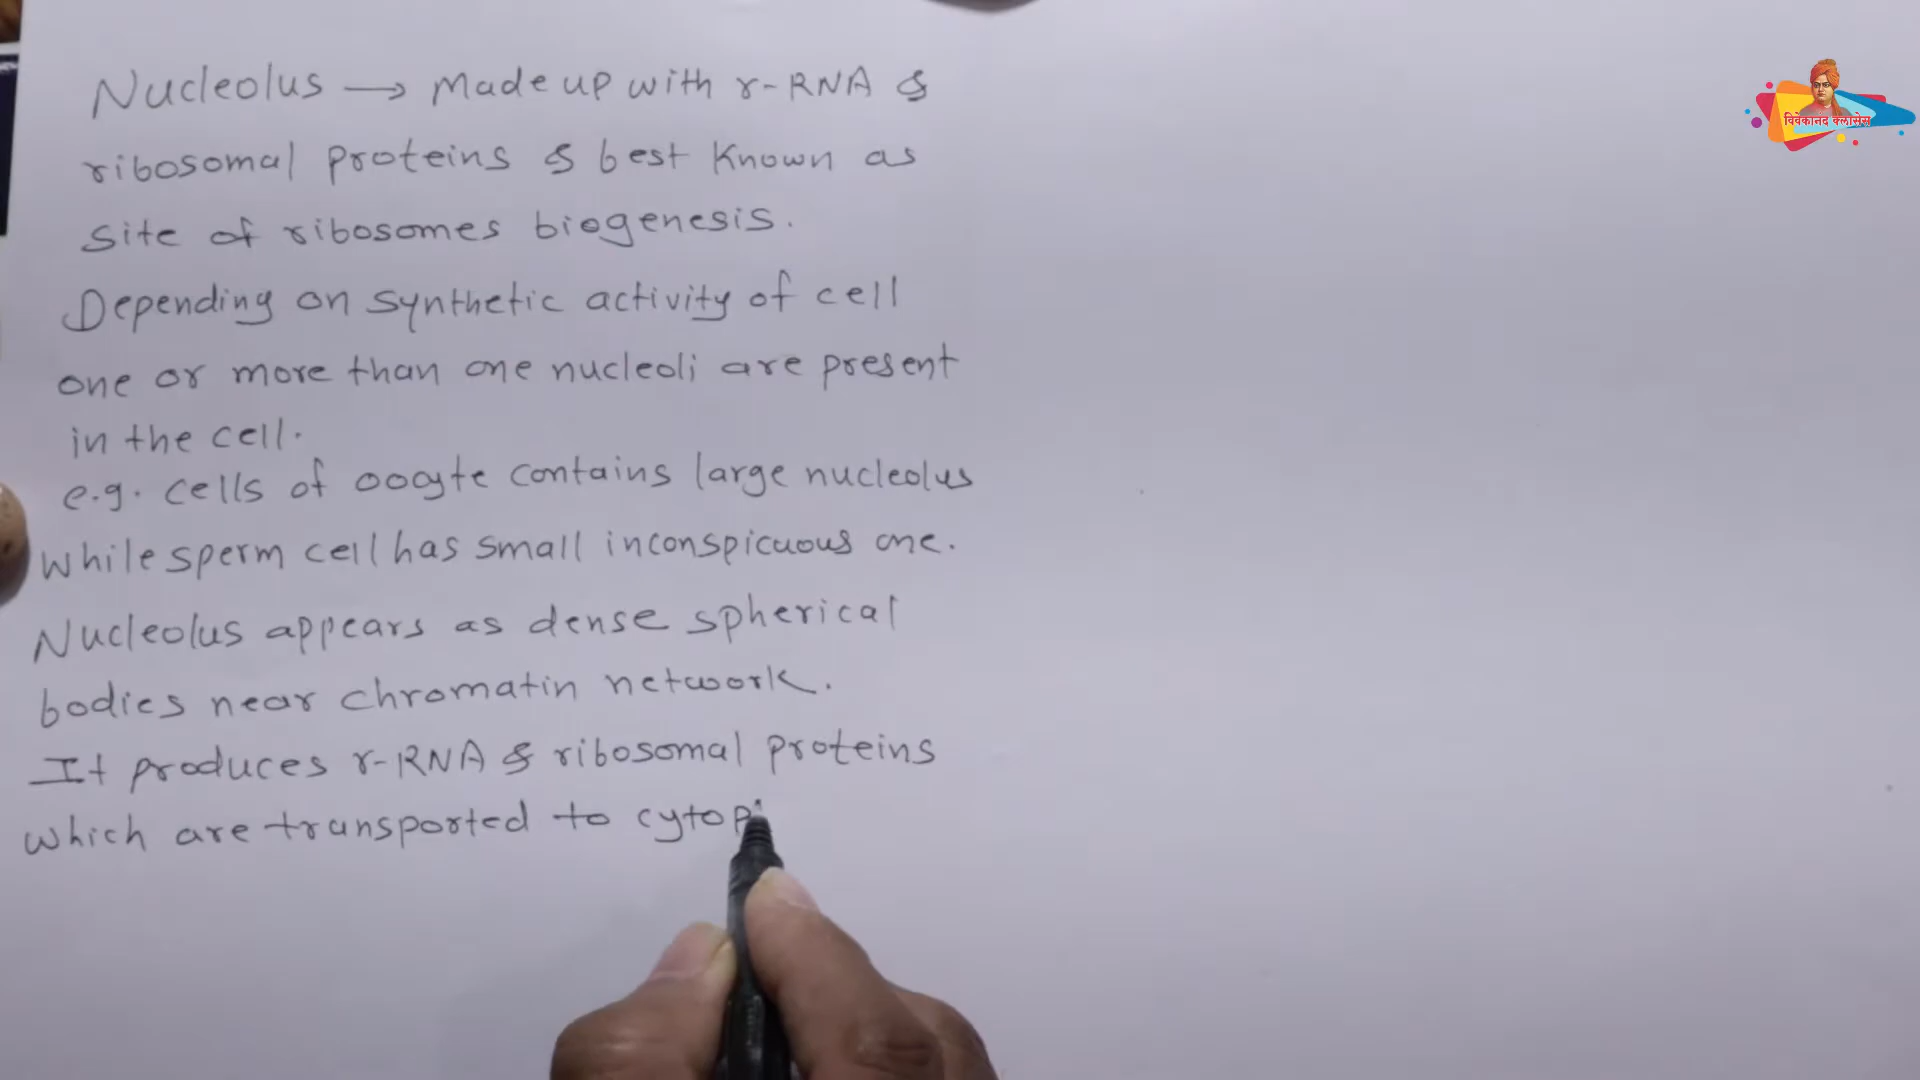 Nucleolus → Made up with r-RNA &
ribosomal proteins & best known as
site of ribosomes biogenesis.
Depending on synthetic activity of cell
one or more than one nucleoli are present
in the cell.
e.g. cells of oocyte contains large nucleolus
while sperm cell has small inconspicuous one.
Nucleolus appears as dense spherical
bodies near chromatin network.
It produces r-RNA & ribosomal proteins
which are transported to cytop
विवेकानंद क्लासेस